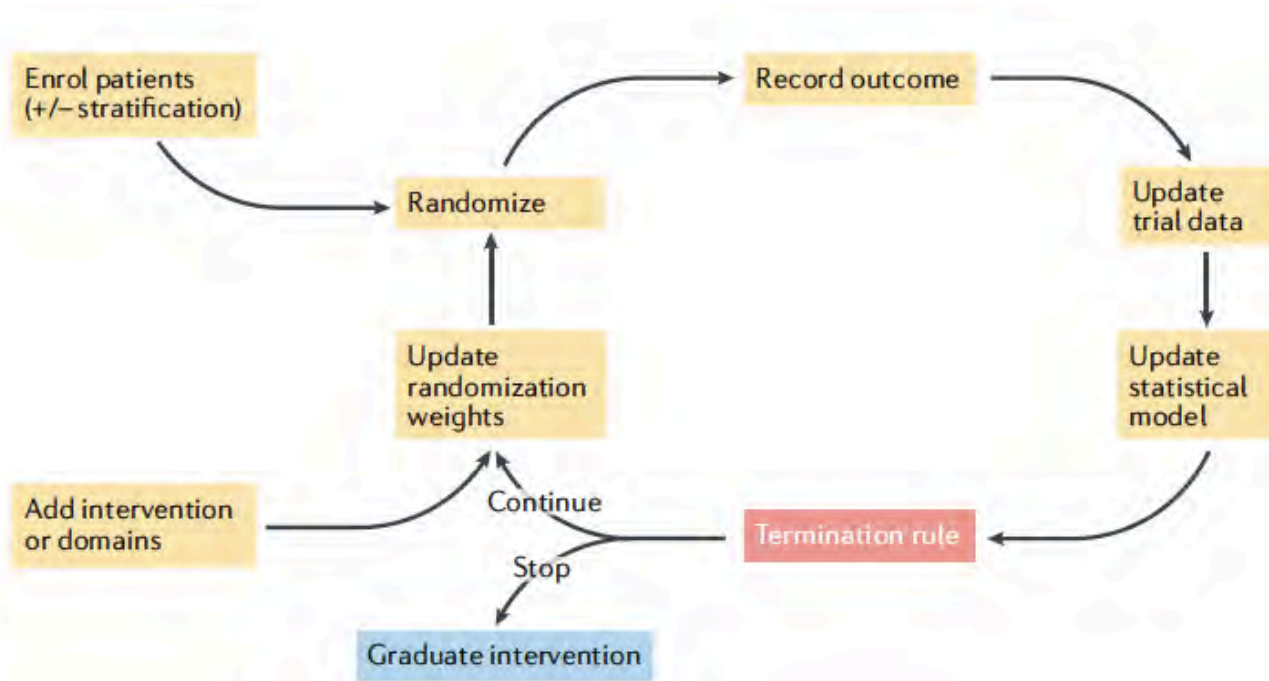 Enrol patients
(+/– stratification)
Record outcome
Randomize
Update
trial data
Update
randomization
weights
Update
statistical
model
Add intervention
or domains
Continue
Termination rule
Stop
Graduate intervention